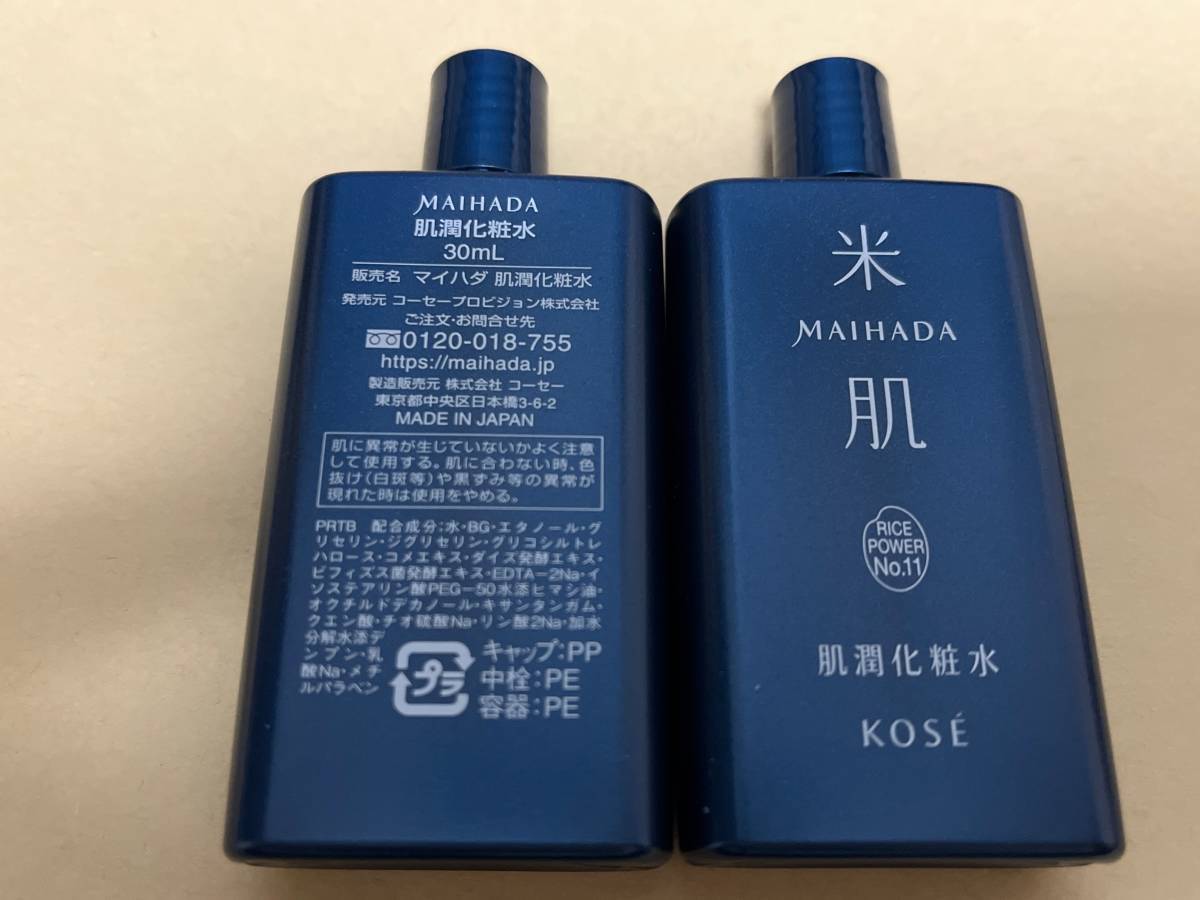 MAIHADA
肌潤化粧水
30mL
販売名 マイハダ 肌潤化粧水
発売元 コーセープロビジョン株式会社
ご注文・お問合せ先
0120-018-755
https://maihada.jp
製造販売元 株式会社 コーセー
東京都中央区日本橋3-6-2
MADE IN JAPAN
肌に異常が生じていないかよく注意
して使用する。肌に合わない時、色
抜け(白斑等)や黒ずみ等の異常が
現れた時は使用をやめる。
PRTB 配合成分:水・BG・エタノール・グ
リセリン・ジグリセリン・グリコシルトレ
ハロース・コメエキス・ダイズ発酵エキス・
ビフィズス菌発酵エキス・EDTA-2Na・イ
ソステアリン酸PEG-50水添ヒマシ油・
オクチルドデカノール・キサンタンガム・
クエン酸・チオ硫酸Na・リン酸2Na・加水
分解水添デ
ンプン・乳
酸Na・メチ
ルパラベン
プラ
キャップ:PP
中栓:PE
容器:PE
米
MAIHADA
肌
RICE
POWER
No.11
肌潤化粧水
KOSÉ